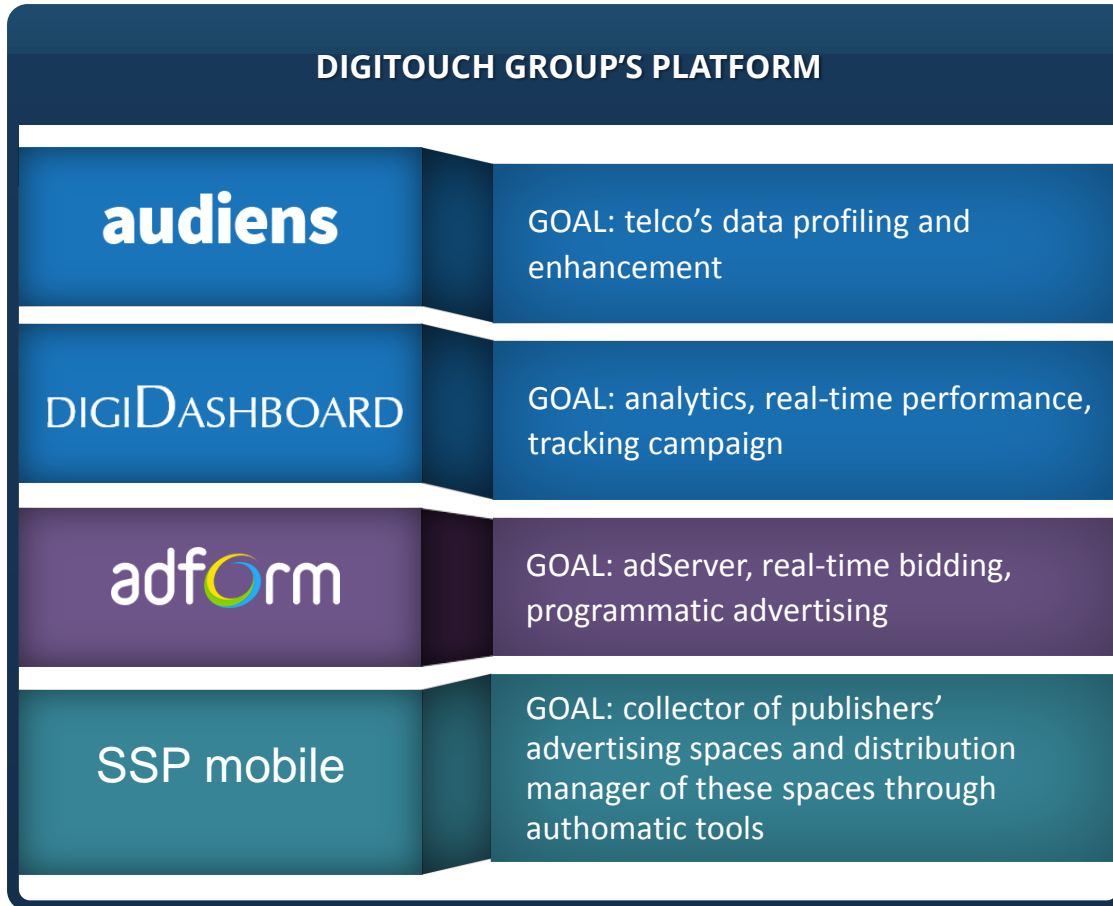 DIGITOUCH GROUP'S PLATFORM
audiens
GOAL: telco's data profiling and
enhancement
DIGIDASHBOARD
GOAL: analytics, real-time performance,
tracking campaign
adform
GOAL: adServer, real-time bidding,
programmatic advertising
SSP mobile
GOAL: collector of publishers'
advertising spaces and distribution
manager of these spaces through
authomatic tools